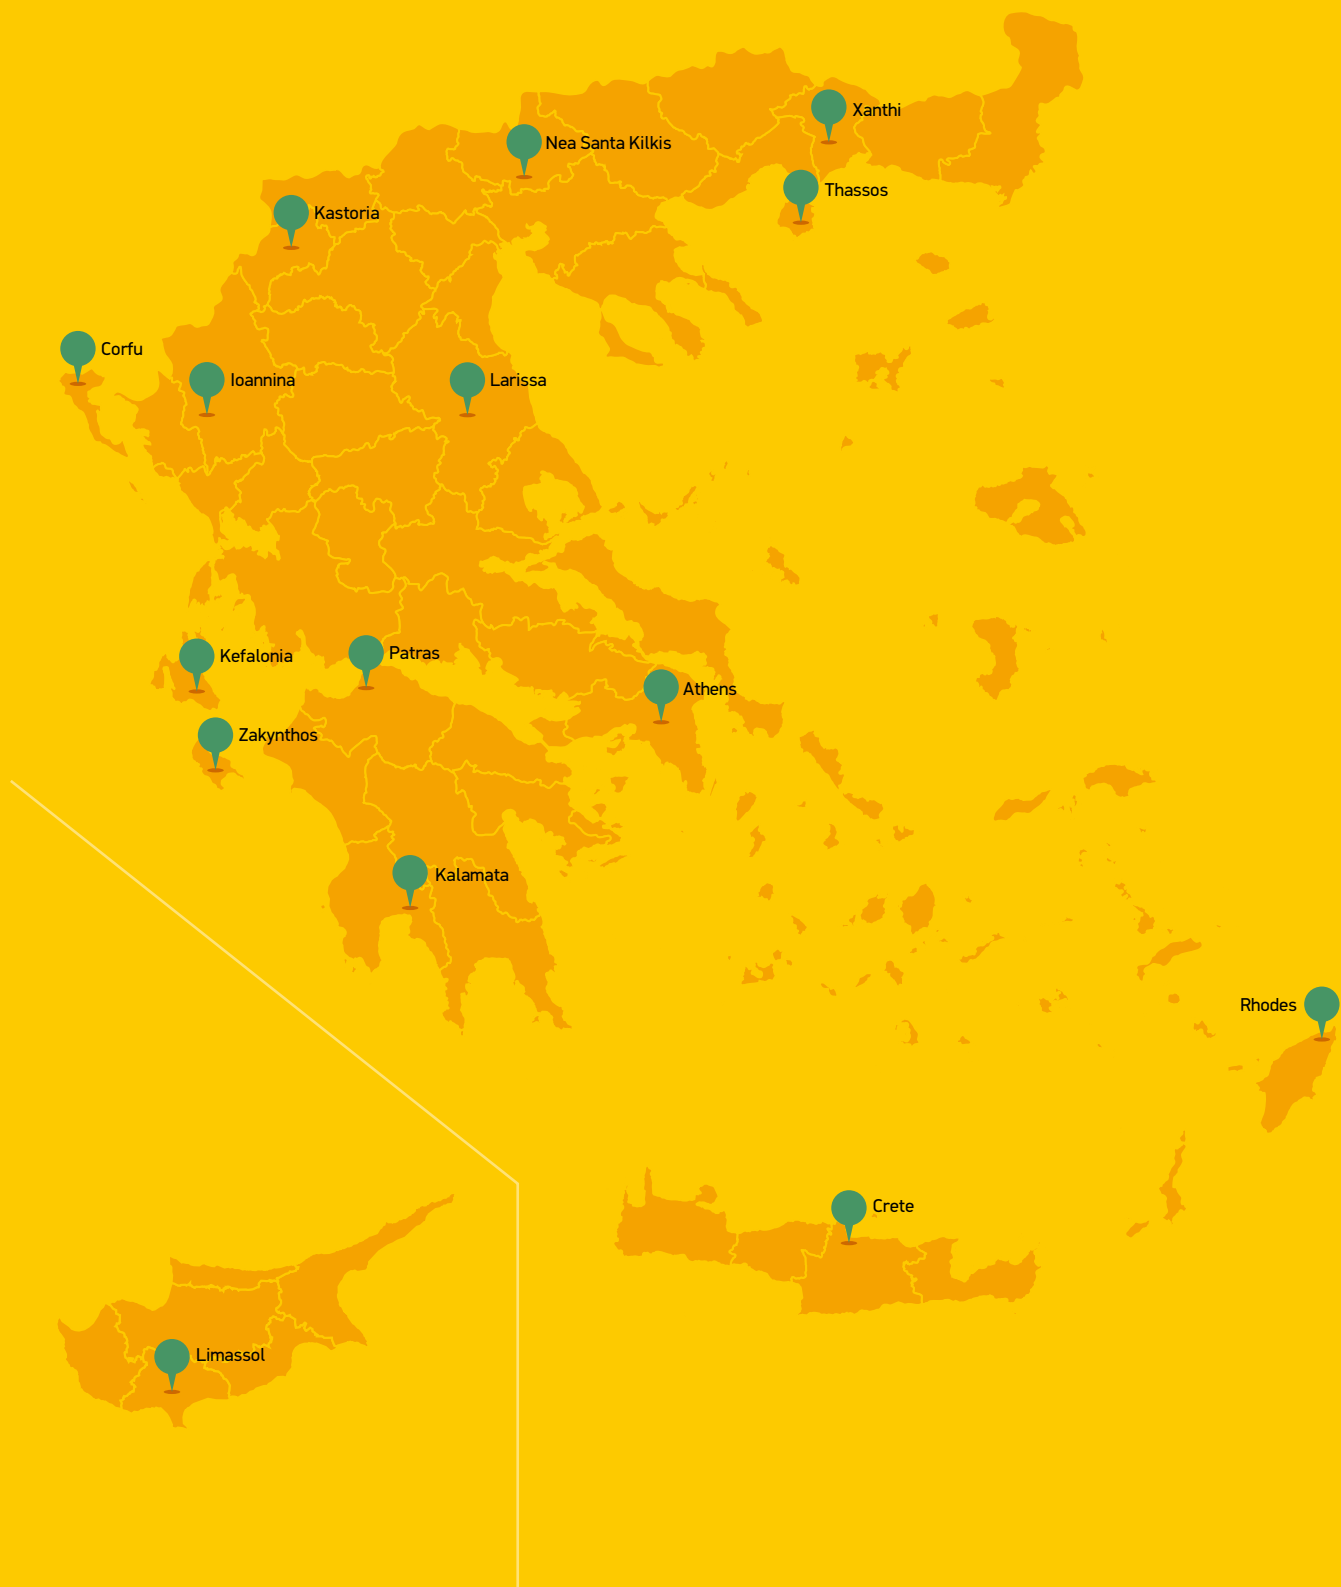 Xanthi
Nea Santa Kilkis
Thassos
Kastoria
Corfu
Ioannina
Larissa
Patras
Kefalonia
Athens
Zakynthos
Kalamata
Rhodes
Crete
Limassol